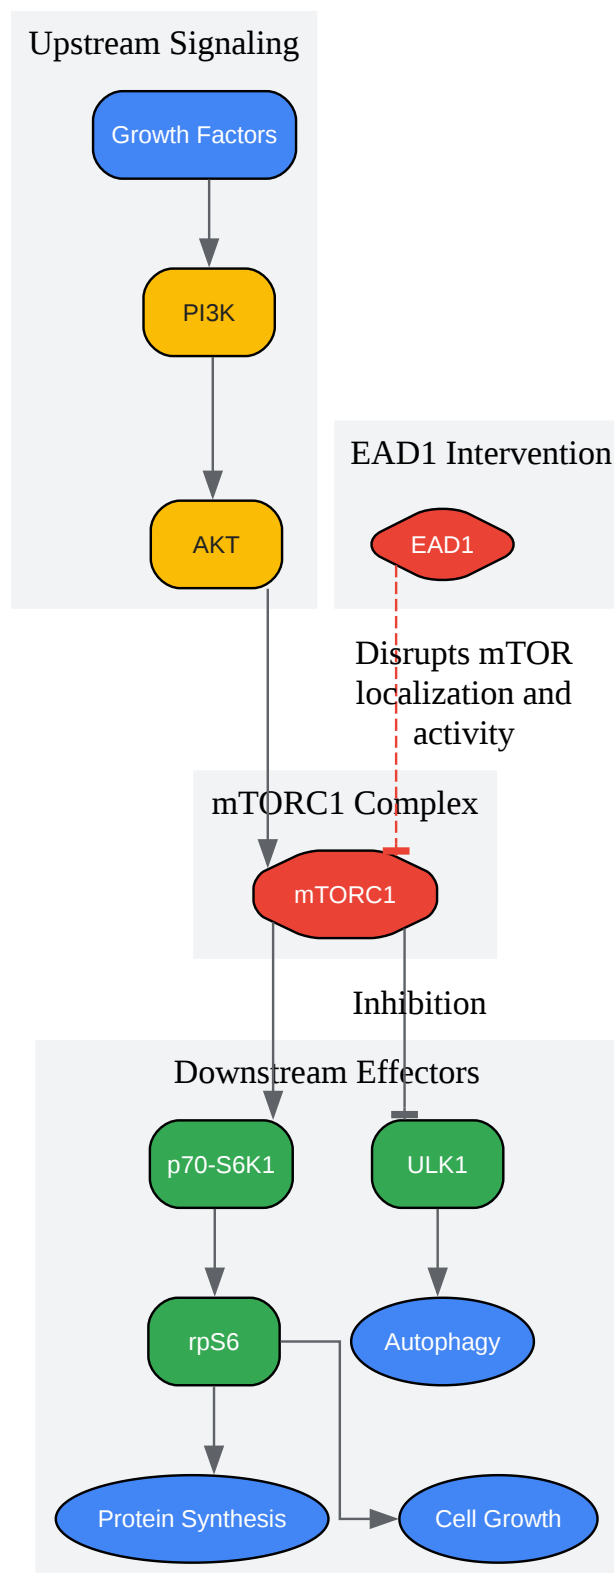 Upstream Signaling
Growth Factors
PI3K
EAD1 Intervention
AKT
EAD1
Disrupts mTOR
localization and
activity
mTORC1 Complex
mTORC1
Inhibition
Downstream Effectors
p70-S6K1
ULK1
rpS6
Autophagy
Protein Synthesis
Cell Growth